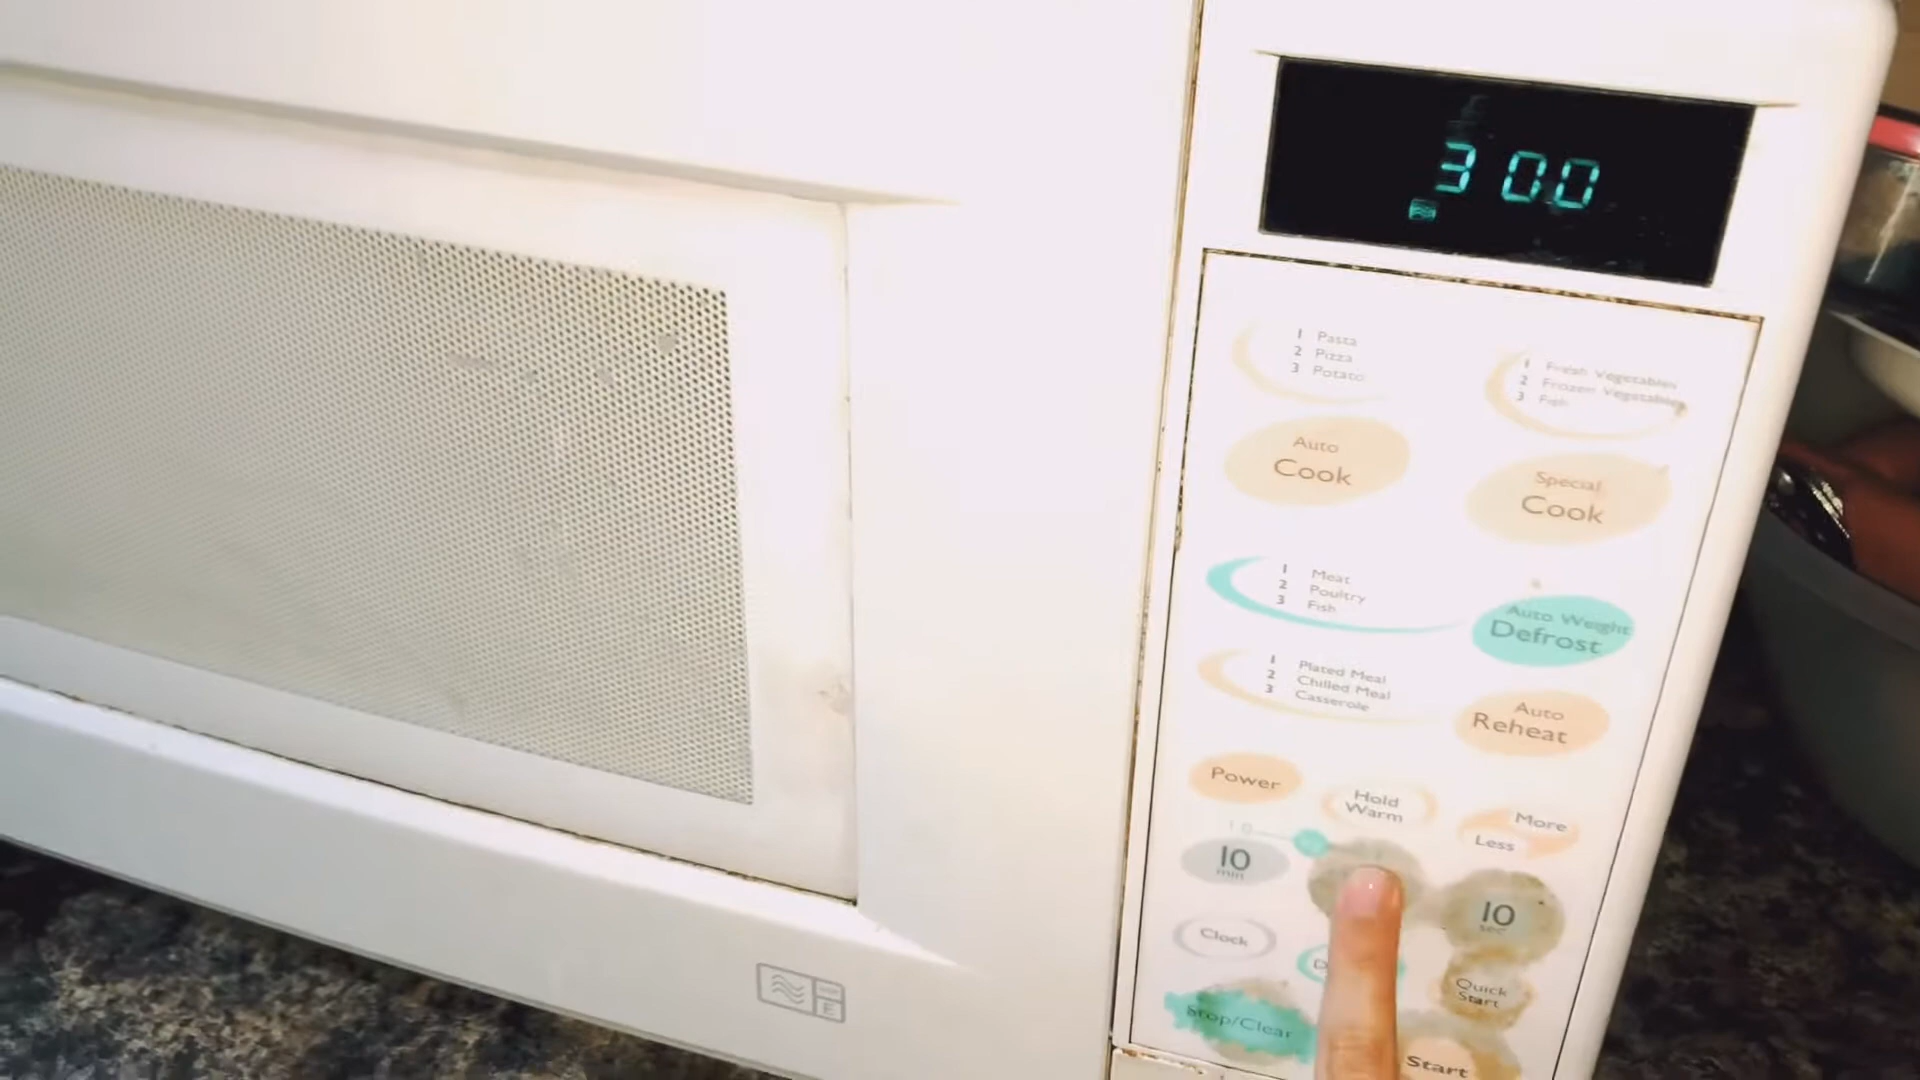 3 00
1 Pasta
2 Pizza
3 Potato
1 Fresh Vegetables
2 Frozen Vegetables
3 Fish
Auto
Cook
Special
Cook
1 Meat
2 Poultry
3 Fish
Auto Weight
Defrost
1 Plated Meal
2 Chilled Meal
3 Casserole
Auto
Reheat
Power
Hold
Warm
More
Less
10
min
10
sec
Clock
Quick
Start
Stop/Clear
Start
E